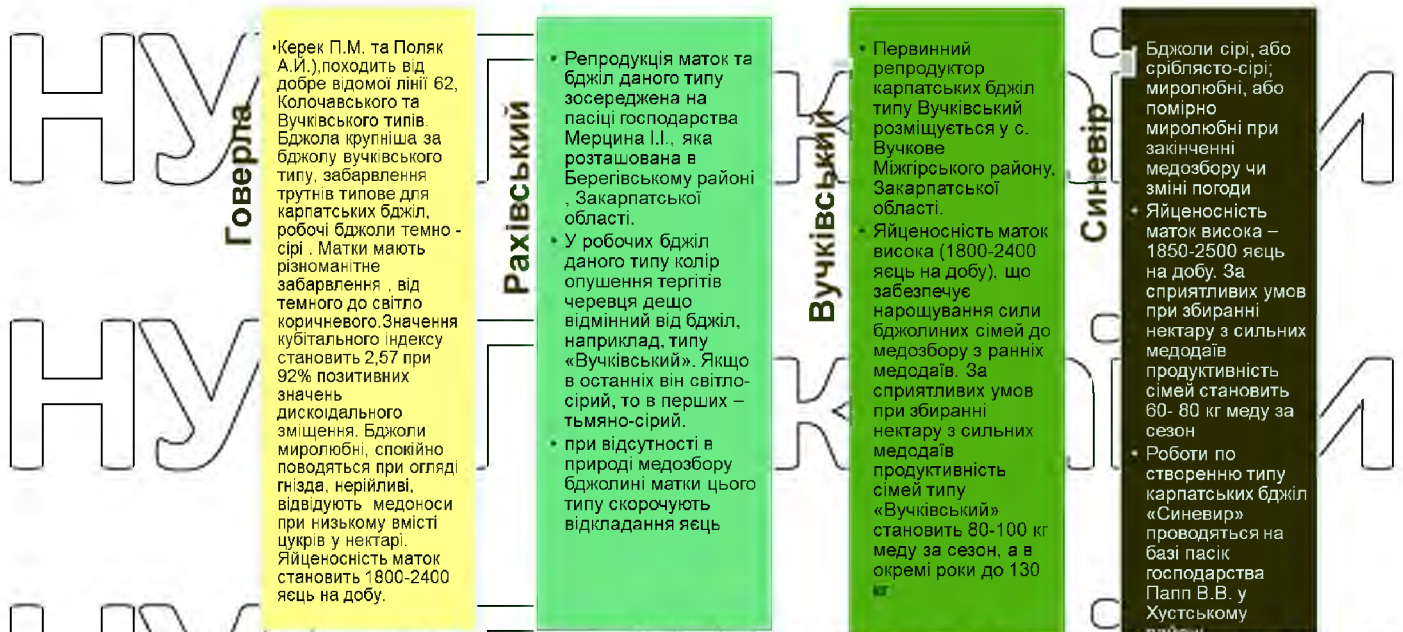 Говерла
•Керек П.М. та Поляк
А.Й.),походить від
добре відомої лінії 62,
Колочавського та
Вучківського типів.
Бджола крупніша за
бджолу вучківського
типу, забарвлення
трутнів типове для
карпатських бджіл,
робочі бджоли темно -
сірі . Матки мають
різноманітне
забарвлення , від
темного до світло
коричневого.Значення
кубітального індексу
становить 2,57 при
92% позитивних
значень
дискоїдального
зміщення. Бджоли
миролюбні, спокійно
поводяться при огляді
гнізда, нерійливі,
відвідують медоноси
при низькому вмісті
цукрів у нектарі.
Яйценосність маток
становить 1800-2400
яєць на добу.
Рахівський
• Репродукція маток та
бджіл даного типу
зосереджена на
пасіці господарства
Мерцина І.І., яка
розташована в
Берегівському районі
, Закарпатської
області.
• У робочих бджіл
даного типу колір
опушення тергітів
черевця дещо
відмінний від бджіл,
наприклад, типу
«Вучківський». Якщо
в останніх він світло-
сірий, то в перших –
тьмяно-сірий.
• при відсутності в
природі медозбору
бджолині матки цього
типу скорочують
відкладання яєць
Вучківський
• Первинний
репродуктор
карпатських бджіл
типу Вучківський
розміщується у с.
Вучкове
Міжгірського району,
Закарпатської
області.
• Яйценосність маток
висока (1800-2400
яєць на добу), що
забезпечує
нарощування сили
бджолиних сімей до
медозбору з ранніх
медодаїв. За
сприятливих умов
при збиранні
нектару з сильних
медодаїв
продуктивність
сімей типу
«Вучківський»
становить 80-100 кг
меду за сезон, а в
окремі роки до 130
кг
Синевір
Бджоли сірі, або
сріблясто-сірі;
миролюбні, або
помірно
миролюбні при
закінченні
медозбору чи
зміні погоди
• Яйценосність
маток висока –
1850-2500 яєць
на добу. За
сприятливих умов
при збиранні
нектару з сильних
медодаїв
продуктивність
сімей становить
60- 80 кг меду за
сезон
• Роботи по
створенню типу
карпатських бджіл
«Синевир»
проводяться на
базі пасік
господарства
Папп В.В. у
Хустському